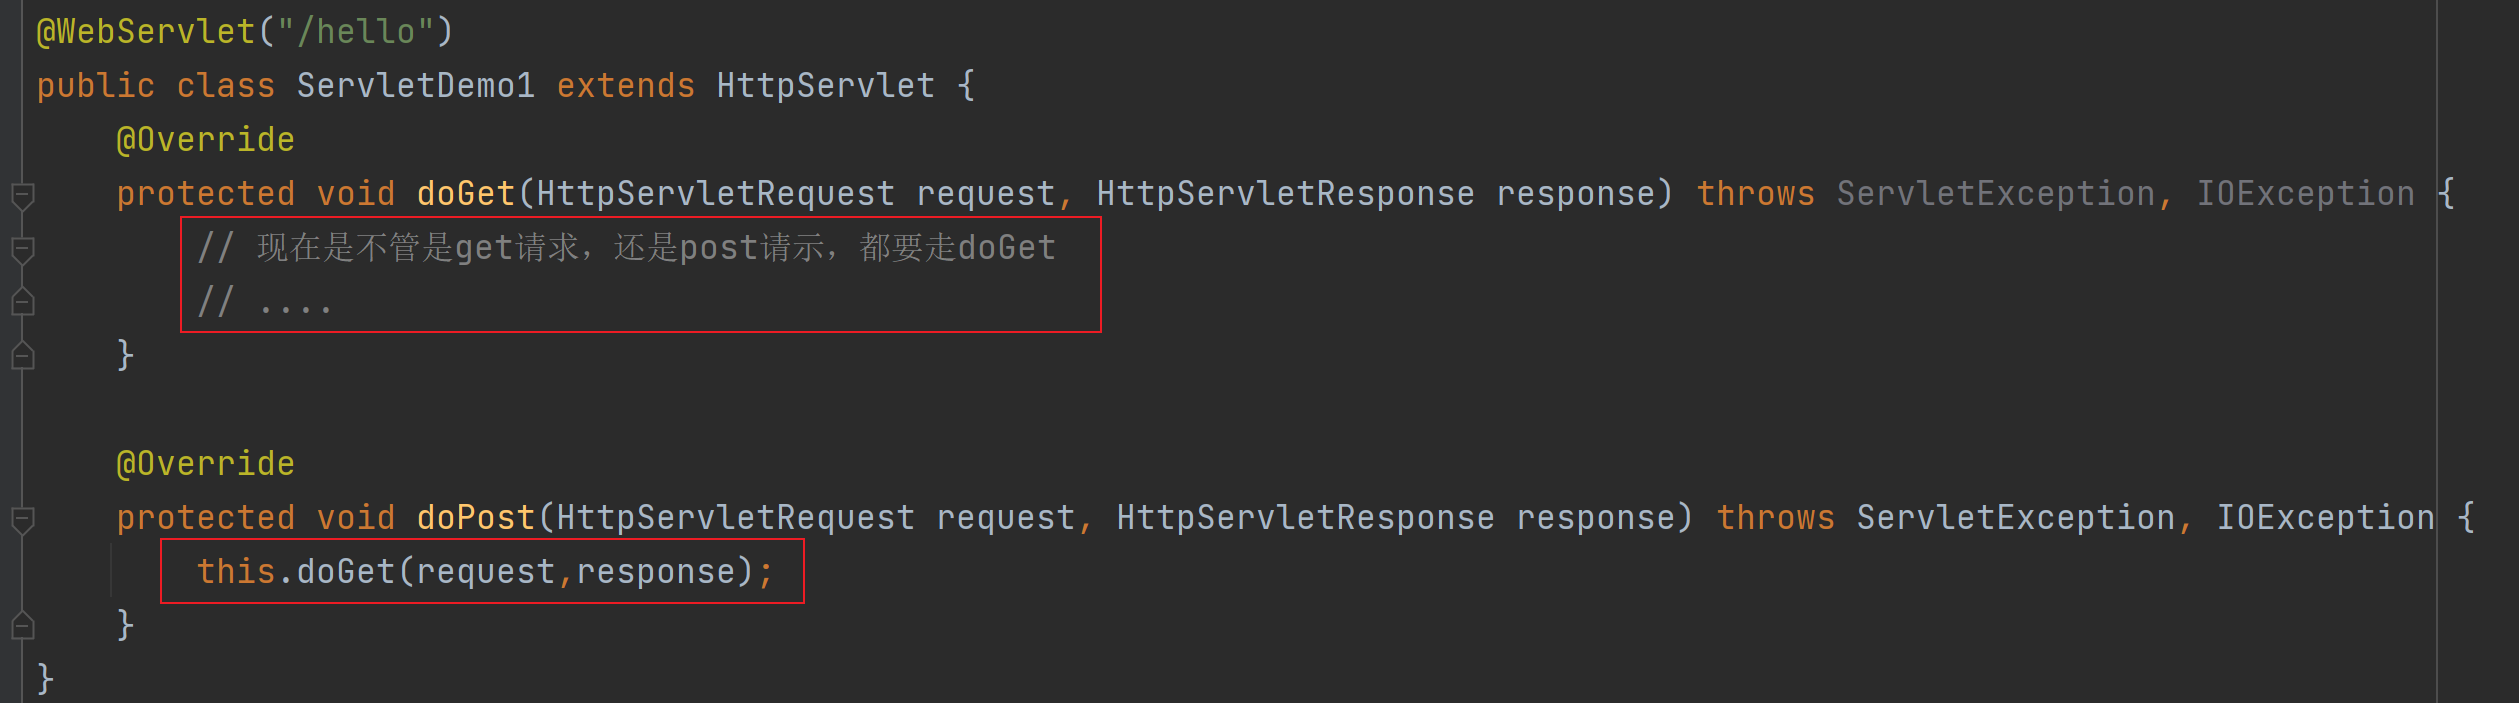 @WebServlet("/hello")
public class ServletDemo1 extends HttpServlet {
@Override
protected void doGet(HttpServletRequest request, HttpServletResponse response) throws ServletException, IOException {
// 现在是不管是get请求，还是post请示，都要走doGet
// ....
}
@Override
protected void doPost(HttpServletRequest request, HttpServletResponse response) throws ServletException, IOException {
this.doGet(request,response);
}
}